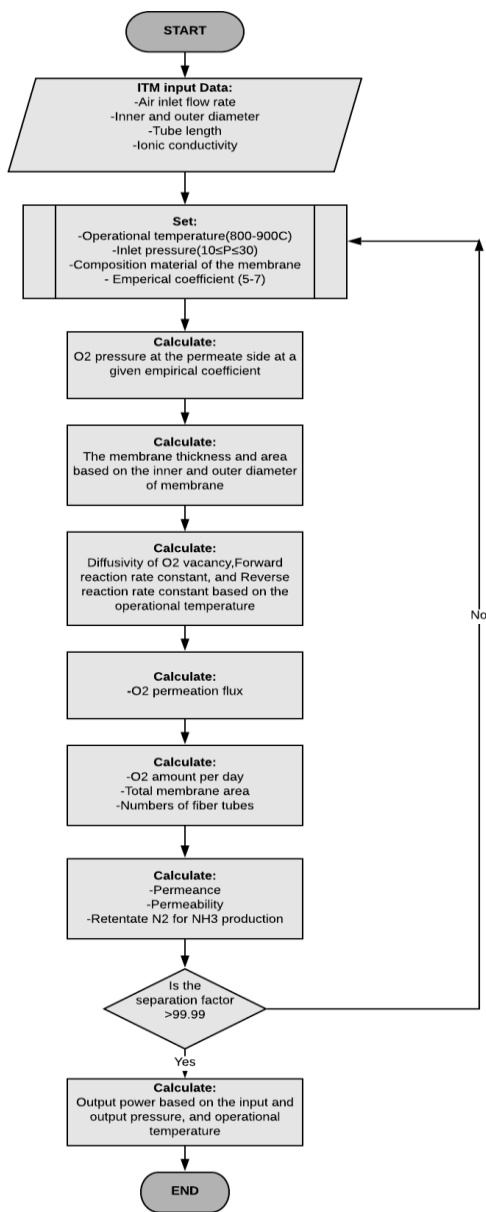 START
ITM input Data:
-Air inlet flow rate
-Inner and outer diameter
-Tube length
-Ionic conductivity
Set:
-Operational temperature(800-900C)
-Inlet pressure(10≤P≤30)
-Composition material of the membrane
- Emperical coefficient (5-7)
Calculate:
O2 pressure at the permeate side at a
given empirical coefficient
Calculate:
The membrane thickness and area
based on the inner and outer diameter
of membrane
Calculate:
Diffusivity of O2 vacancy,Forward
reaction rate constant, and Reverse
reaction rate constant based on the
operational temperature
No
Calculate:
-O2 permeation flux
Calculate:
-O2 amount per day
-Total membrane area
-Numbers of fiber tubes
Calculate:
-Permeance
-Permeability
-Retentate N2 for NH3 production
Is the
separation factor
>99.99
Yes
Calculate:
Output power based on the input and
output pressure, and operational
temperature
END